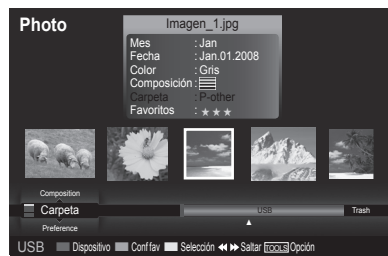 Photo
Imagen_1.jpg
Mes : Jan
Fecha : Jan.01.2008
Color : Gris
Composición :
Carpeta : P-other
Favoritos : ★ ★ ★
Composition
Carpeta
Preference
USB
Trash
USB Dispositivo Conf fav Selección Saltar TOOLS Opción